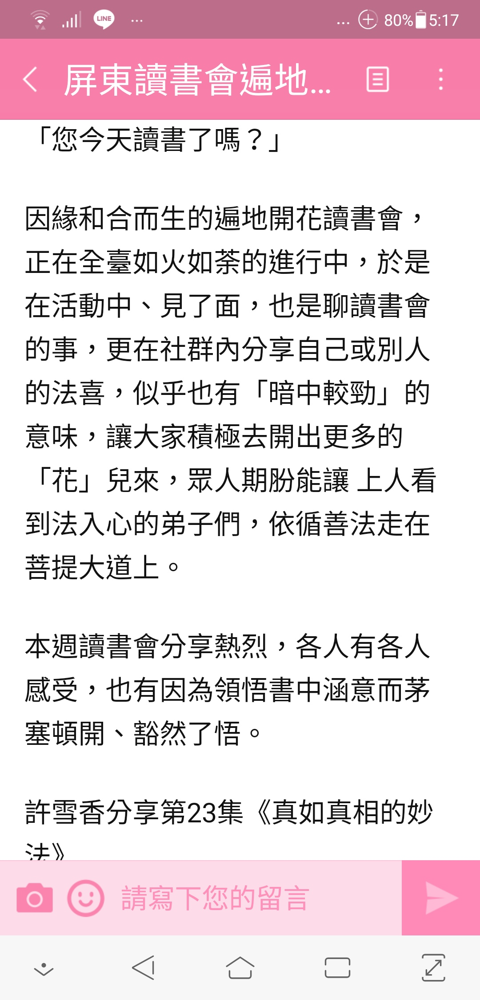 LINE
... ... 80% 5:17
屏東讀書會遍地...
「您今天讀書了嗎？」
因緣和合而生的遍地開花讀書會，
正在全臺如火如荼的進行中，於是
在活動中、見了面，也是聊讀書會
的事，更在社群內分享自己或別人
的法喜，似乎也有「暗中較勁」的
意味，讓大家積極去開出更多的
「花」兒來，眾人期肦能讓 上人看
到法入心的弟子們，依循善法走在
菩提大道上。
本週讀書會分享熱烈，各人有各人
感受，也有因為領悟書中涵意而茅
塞頓開、豁然了悟。
許雪香分享第23集《真如真相的妙
法》
請寫下您的留言